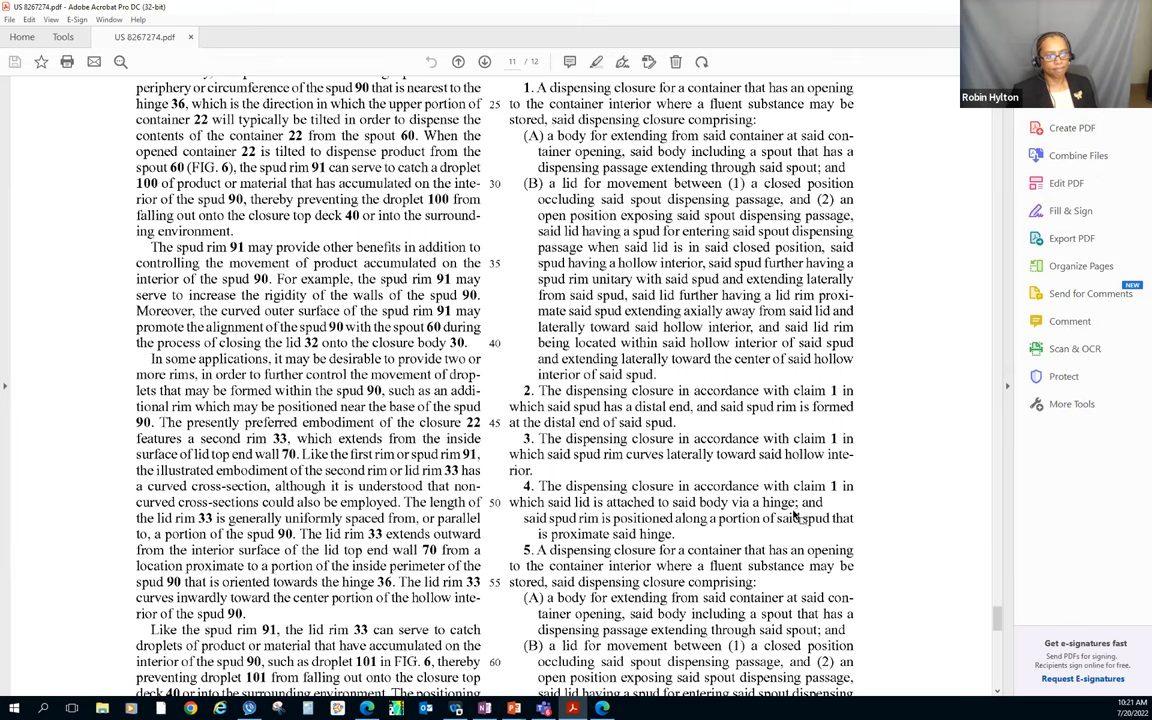 US 8267274.pdf - Adobe Acrobat Pro DC (32-bit)
File Edit View E-Sign Window Help
Home Tools US 8267274.pdf ×
11 / 12
Robin Hylton
periphery or circumference of the spud 90 that is nearest to the
hinge 36, which is the direction in which the upper portion of
container 22 will typically be tilted in order to dispense the
contents of the container 22 from the spout 60. When the
opened container 22 is tilted to dispense product from the
spout 60 (FIG. 6), the spud rim 91 can serve to catch a droplet
100 of product or material that has accumulated on the inte-
rior of the spud 90, thereby preventing the droplet 100 from
falling out onto the closure top deck 40 or into the surround-
ing environment.
The spud rim 91 may provide other benefits in addition to
controlling the movement of product accumulated on the
interior of the spud 90. For example, the spud rim 91 may
serve to increase the rigidity of the walls of the spud 90.
Moreover, the curved outer surface of the spud rim 91 may
promote the alignment of the spud 90 with the spout 60 during
the process of closing the lid 32 onto the closure body 30.
In some applications, it may be desirable to provide two or
more rims, in order to further control the movement of drop-
lets that may be formed within the spud 90, such as an addi-
tional rim which may be positioned near the base of the spud
90. The presently preferred embodiment of the closure 22
features a second rim 33, which extends from the inside
surface of lid top end wall 70. Like the first rim or spud rim 91,
the illustrated embodiment of the second rim or lid rim 33 has
a curved cross-section, although it is understood that non-
curved cross-sections could also be employed. The length of
the lid rim 33 is generally uniformly spaced from, or parallel
to, a portion of the spud 90. The lid rim 33 extends outward
from the interior surface of the lid top end wall 70 from a
location proximate to a portion of the inside perimeter of the
spud 90 that is oriented towards the hinge 36. The lid rim 33
curves inwardly toward the center portion of the hollow inte-
rior of the spud 90.
Like the spud rim 91, the lid rim 33 can serve to catch
droplets of product or material that have accumulated on the
interior of the spud 90, such as droplet 101 in FIG. 6, thereby
preventing droplet 101 from falling out onto the closure top
deck 40 or into the surrounding environment. The positioning
25
30
35
40
45
50
55
60
1. A dispensing closure for a container that has an opening
to the container interior where a fluent substance may be
stored, said dispensing closure comprising:
(A) a body for extending from said container at said con-
tainer opening, said body including a spout that has a
dispensing passage extending through said spout; and
(B) a lid for movement between (1) a closed position
occluding said spout dispensing passage, and (2) an
open position exposing said spout dispensing passage,
said lid having a spud for entering said spout dispensing
passage when said lid is in said closed position, said
spud having a hollow interior, said spud further having a
spud rim unitary with said spud and extending laterally
from said spud, said lid further having a lid rim proxi-
mate said spud extending axially away from said lid and
laterally toward said hollow interior, and said lid rim
being located within said hollow interior of said spud
and extending laterally toward the center of said hollow
interior of said spud.
2. The dispensing closure in accordance with claim 1 in
which said spud has a distal end, and said spud rim is formed
at the distal end of said spud.
3. The dispensing closure in accordance with claim 1 in
which said spud rim curves laterally toward said hollow inte-
rior.
4. The dispensing closure in accordance with claim 1 in
which said lid is attached to said body via a hinge; and
said spud rim is positioned along a portion of said spud that
is proximate said hinge.
5. A dispensing closure for a container that has an opening
to the container interior where a fluent substance may be
stored, said dispensing closure comprising:
(A) a body for extending from said container at said con-
tainer opening, said body including a spout that has a
dispensing passage extending through said spout; and
(B) a lid for movement between (1) a closed position
occluding said spout dispensing passage, and (2) an
open position exposing said spout dispensing passage,
said lid having a spud for entering said spout dispensing
Create PDF
Combine Files
Edit PDF
Fill & Sign
Export PDF
Organize Pages
NEW
Send for Comments
Comment
Scan & OCR
Protect
More Tools
Get e-signatures fast
Send PDFs for signing.
Recipients sign online for free.
Request E-signatures
10:21 AM
7/20/2022